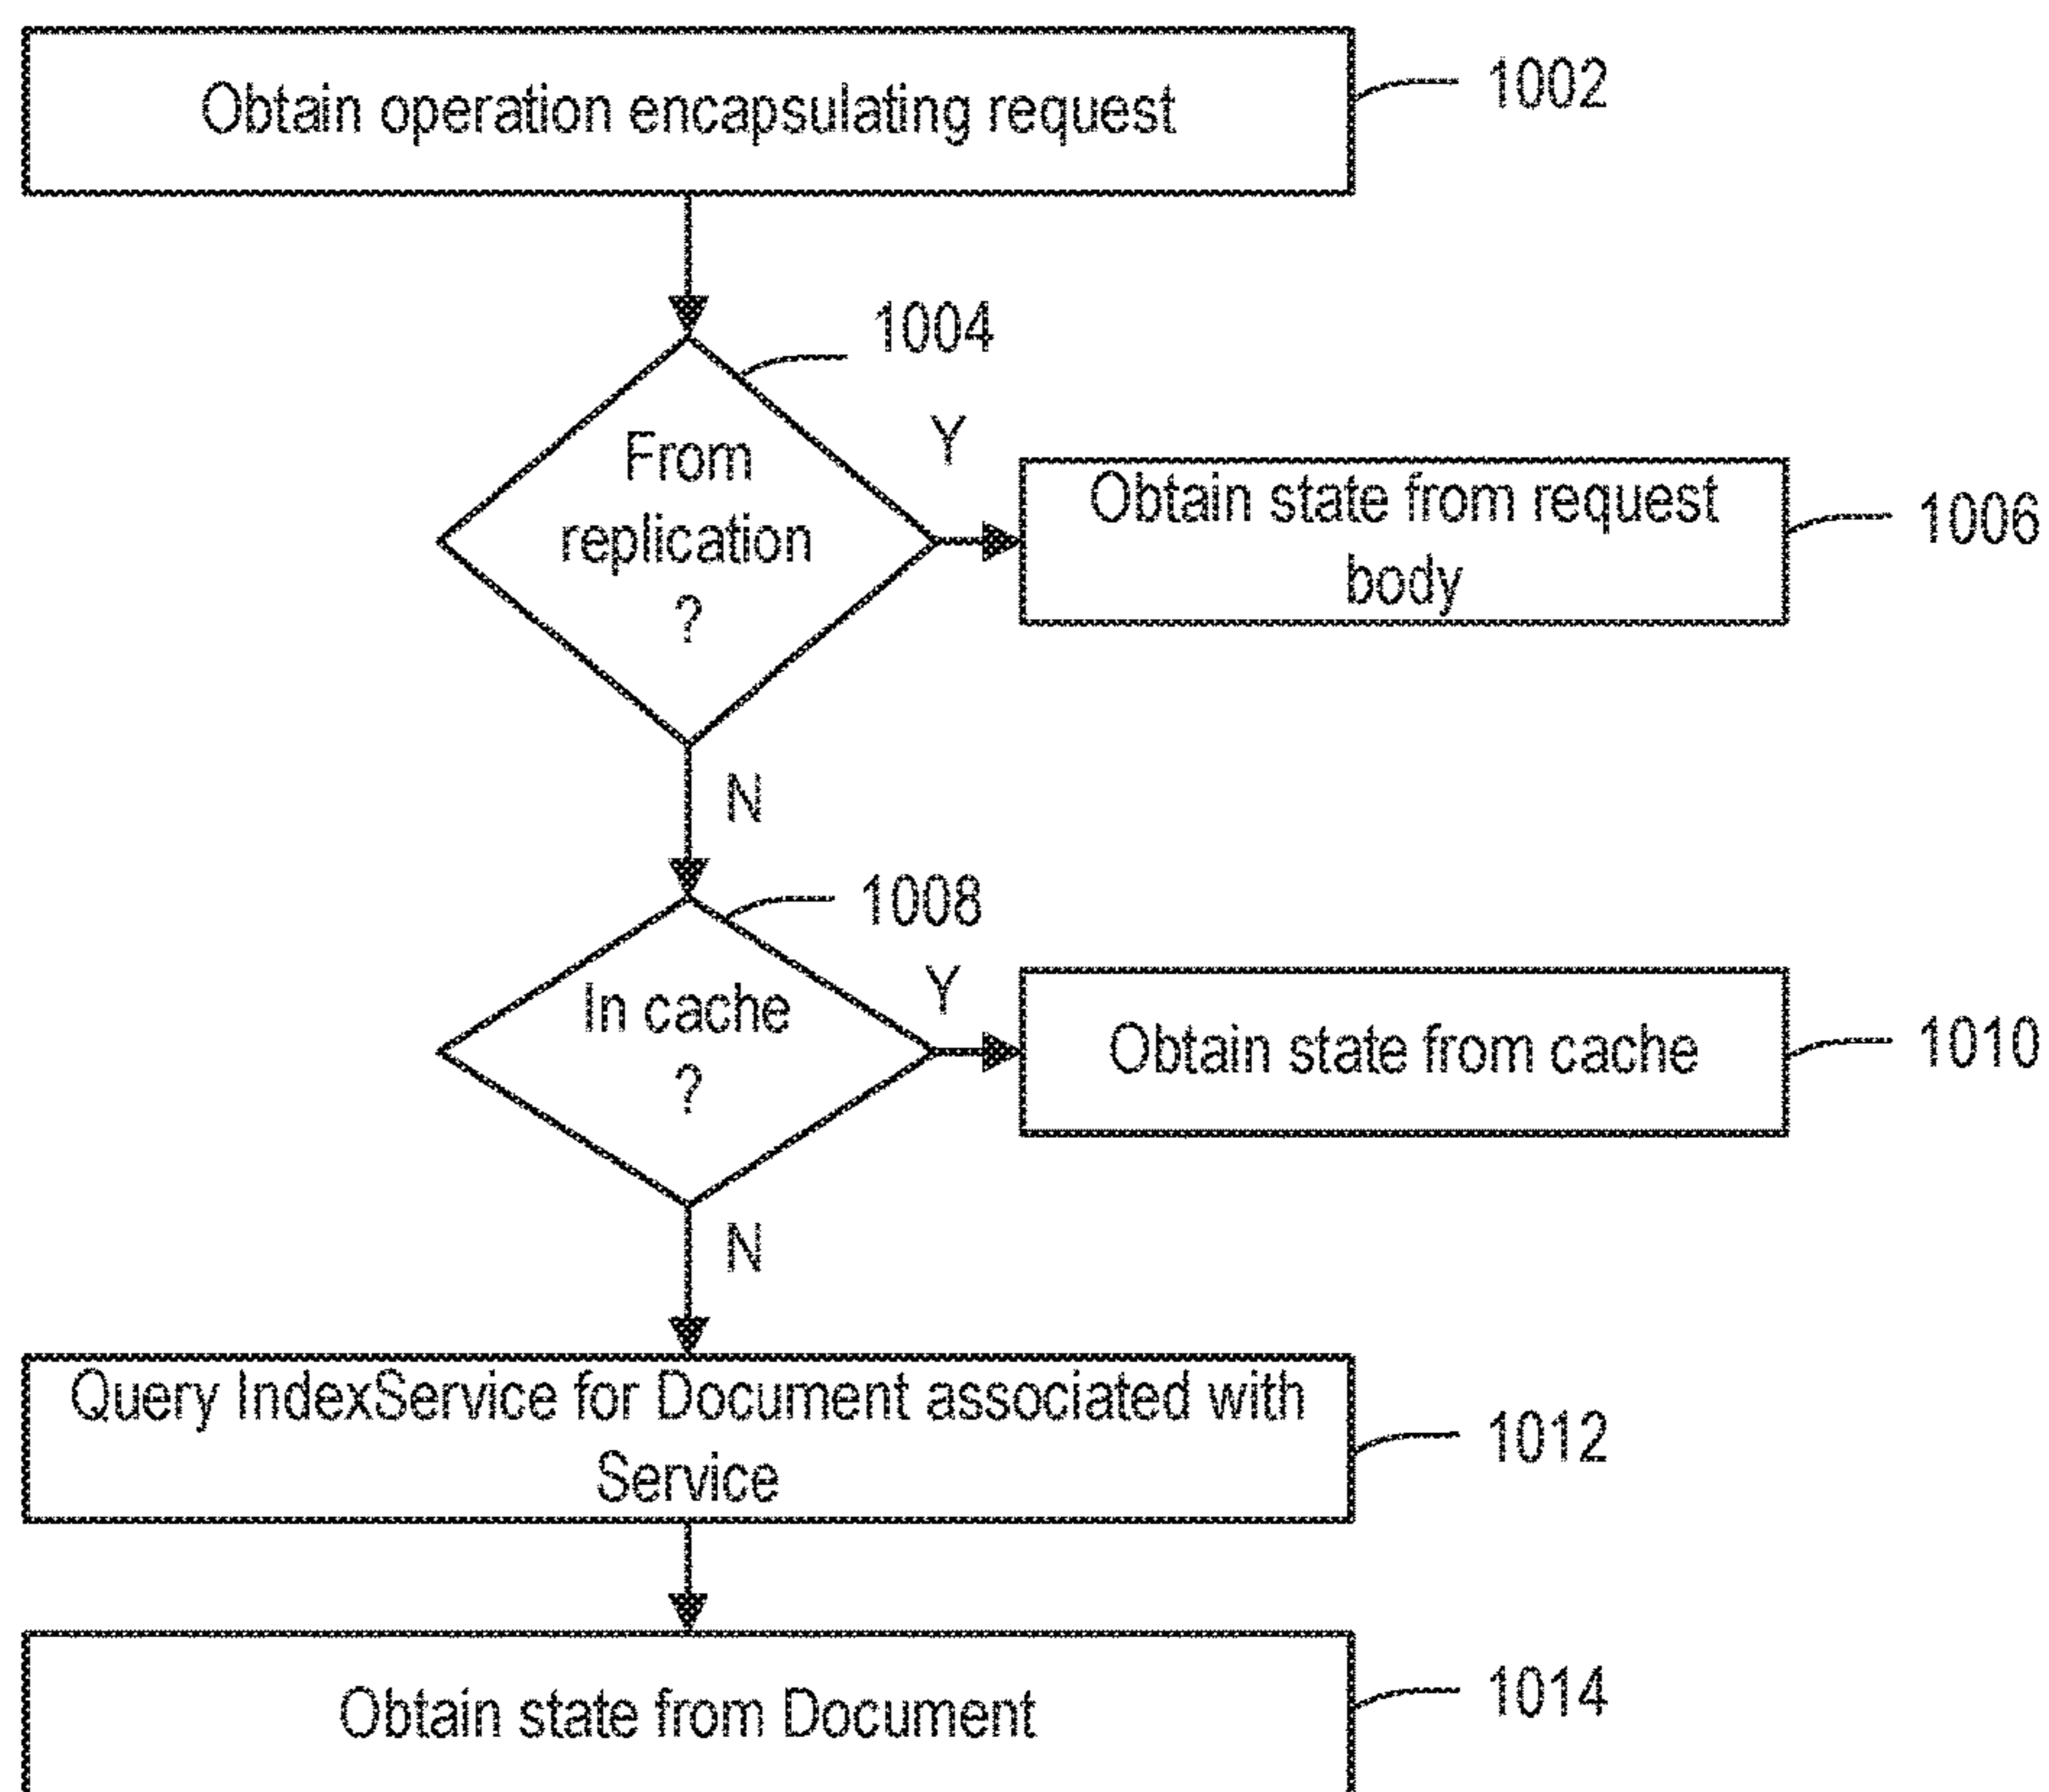 Obtain operation encapsulating request
1002
1004
From
replication
?
Y
Obtain state from request
body
1006
N
1008
In cache
?
Y
Obtain state from cache
1010
N
Query IndexService for Document associated with
Service
1012
Obtain state from Document
1014